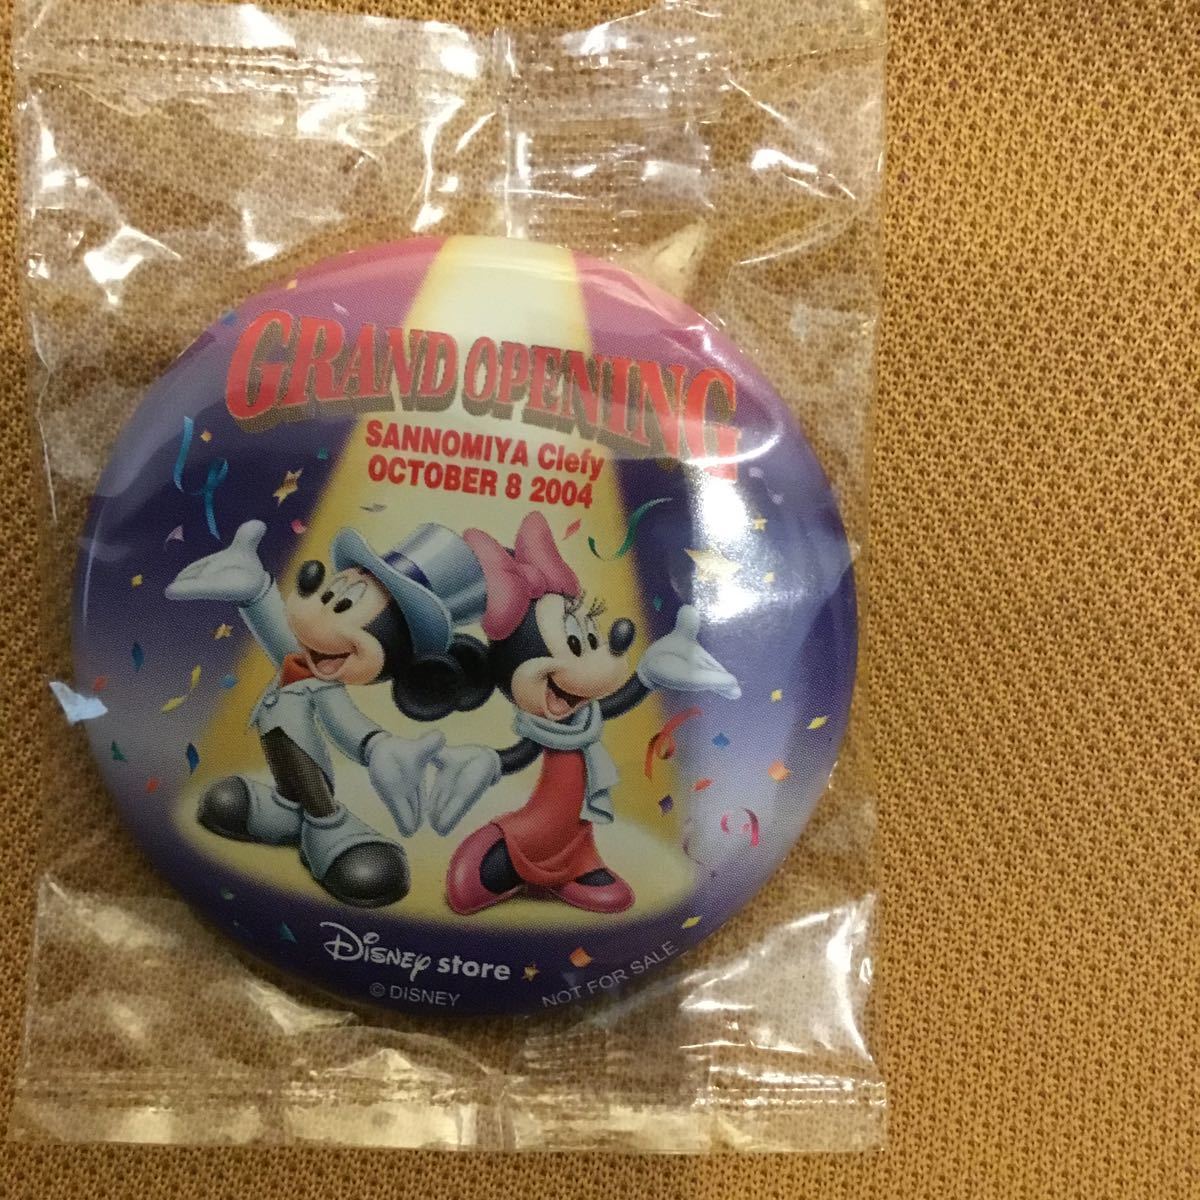 GRAND OPENING
SANNOMIYA Clefy
OCTOBER 8 2004
Disney store
© DISNEY
NOT FOR SALE